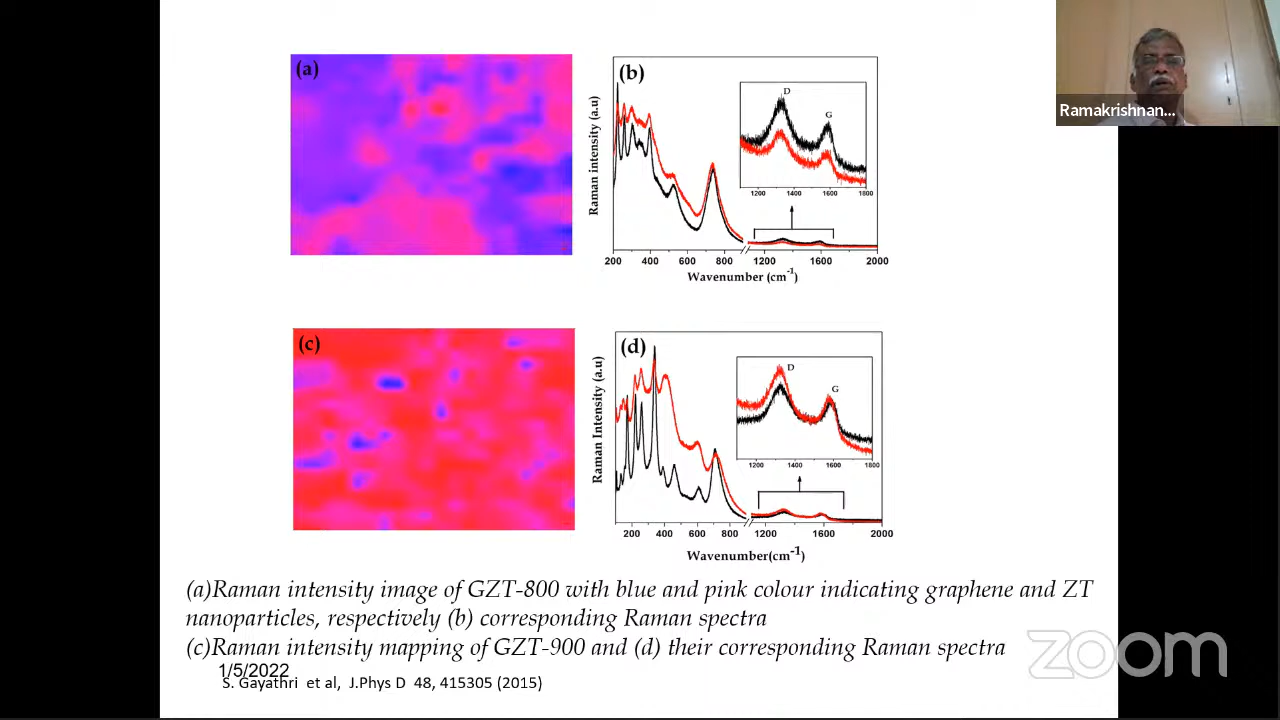 (a)
(b)
Raman intensity (a.u)
D
G
1200 1400 1600 1800
200 400 600 800 1200 1600 2000
Wavenumber (cm-1)
Ramakrishnan...
(c)
(d)
Raman Intensity (a.u)
D
G
1200 1400 1600 1800
200 400 600 800 1200 1600 2000
Wavenumber(cm-1)
(a)Raman intensity image of GZT-800 with blue and pink colour indicating graphene and ZT
nanoparticles, respectively (b) corresponding Raman spectra
(c)Raman intensity mapping of GZT-900 and (d) their corresponding Raman spectra
1/5/2022
S. Gayathri et al, J.Phys D 48, 415305 (2015)
zoom